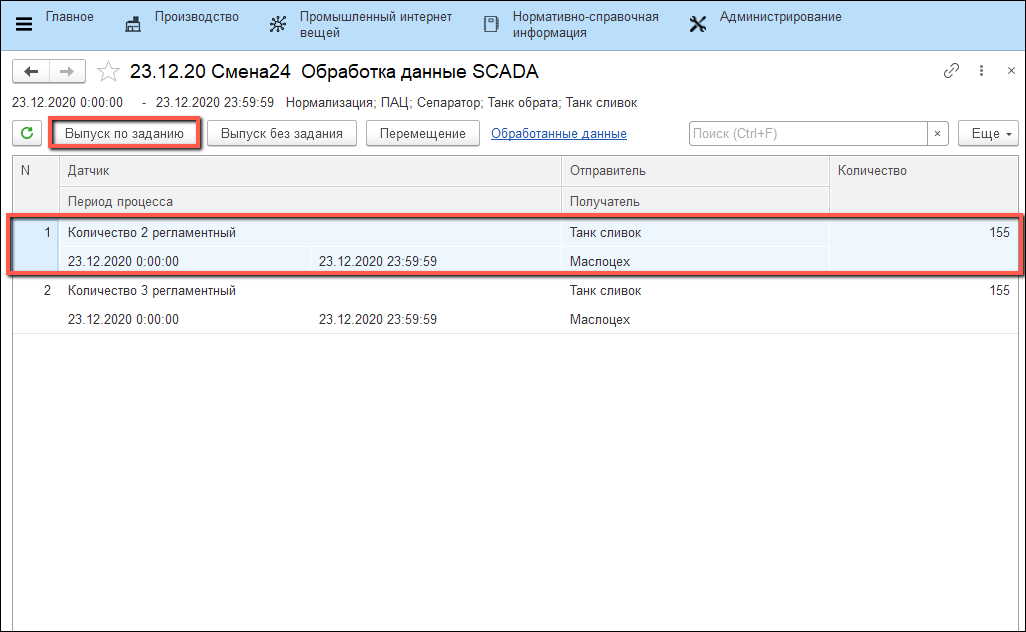 Главное
Производство
Промышленный интернет
вещей
Нормативно-справочная
информация
Администрирование
23.12.20 Смена24 Обработка данные SCADA
23.12.2020 0:00:00 - 23.12.2020 23:59:59 Нормализация; ПАЦ; Сепаратор; Танк обрата; Танк сливок
Выпуск по заданию
Выпуск без задания
Перемещение
Обработанные данные
Поиск (Ctrl+F)
×
Еще
N Датчик Отправитель Количество
Период процесса Получатель
1 Количество 2 регламентный Танк сливок 155
23.12.2020 0:00:00 23.12.2020 23:59:59 Маслоцех
2 Количество 3 регламентный Танк сливок 155
23.12.2020 0:00:00 23.12.2020 23:59:59 Маслоцех